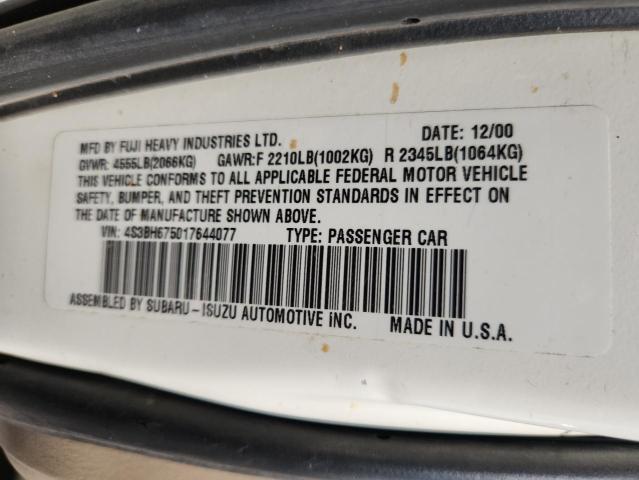 MFD BY FUJI HEAVY INDUSTRIES LTD. DATE: 12/00
GVWR: 4555LB(2066KG) GAWR:F 2210LB(1002KG) R 2345LB(1064KG)
THIS VEHICLE CONFORMS TO ALL APPLICABLE FEDERAL MOTOR VEHICLE
SAFETY, BUMPER, AND THEFT PREVENTION STANDARDS IN EFFECT ON
THE DATE OF MANUFACTURE SHOWN ABOVE.
VIN: 4S3BH675017644077 TYPE: PASSENGER CAR
ASSEMBLED BY SUBARU-ISUZU AUTOMOTIVE INC. MADE IN U.S.A.